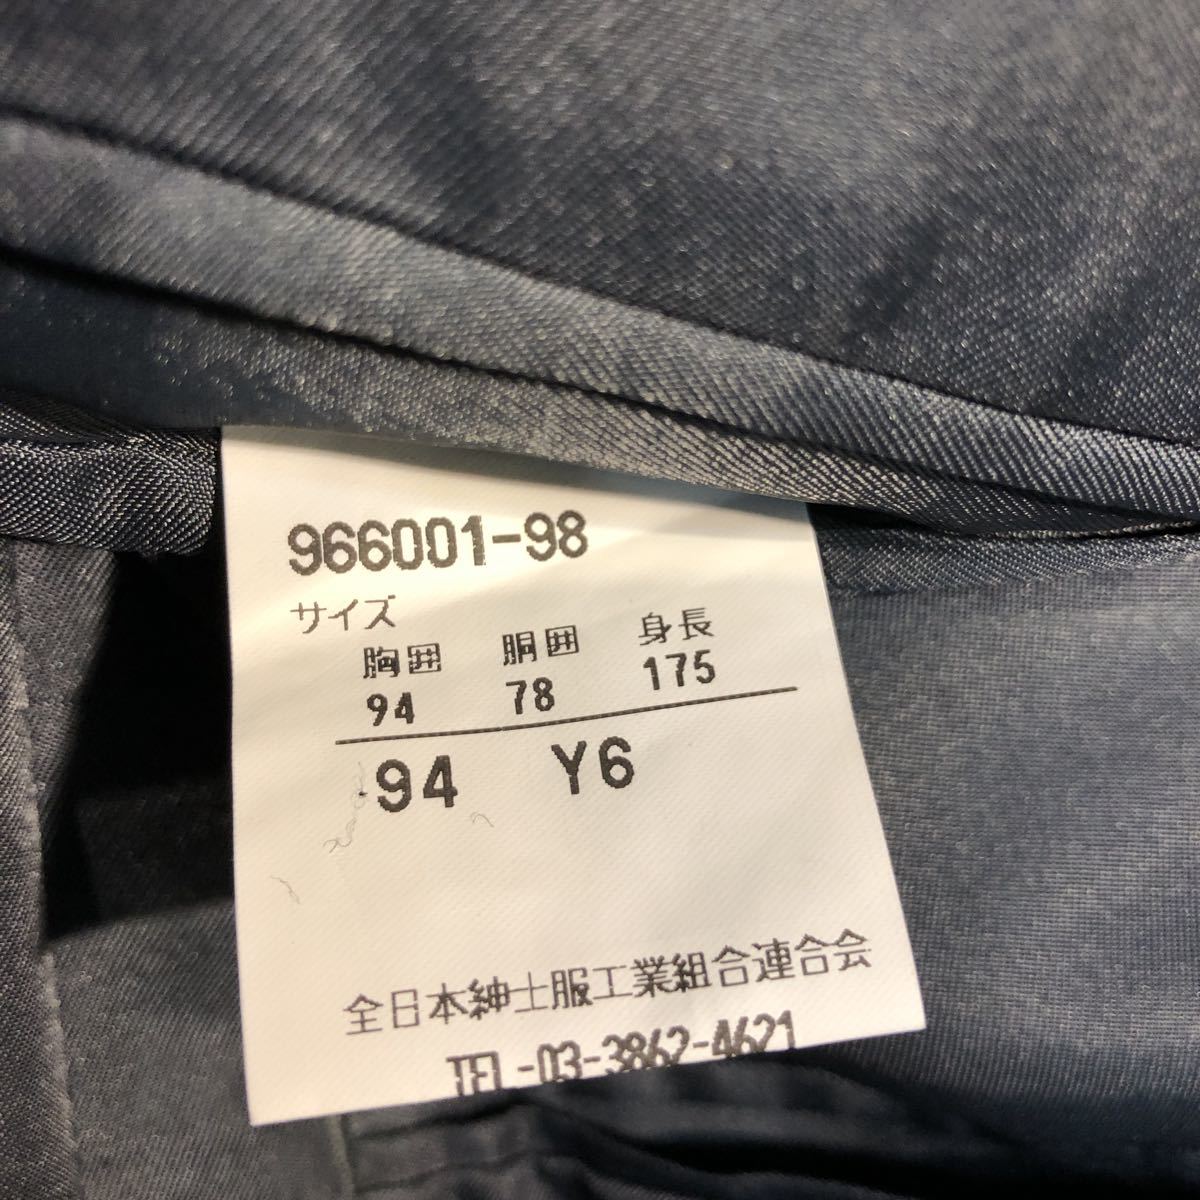 966001-98
サイズ
胸囲 胴囲 身長
94 78 175
94 Y6
全日本紳士服工業組合連合会
TEL-03-3862-4621